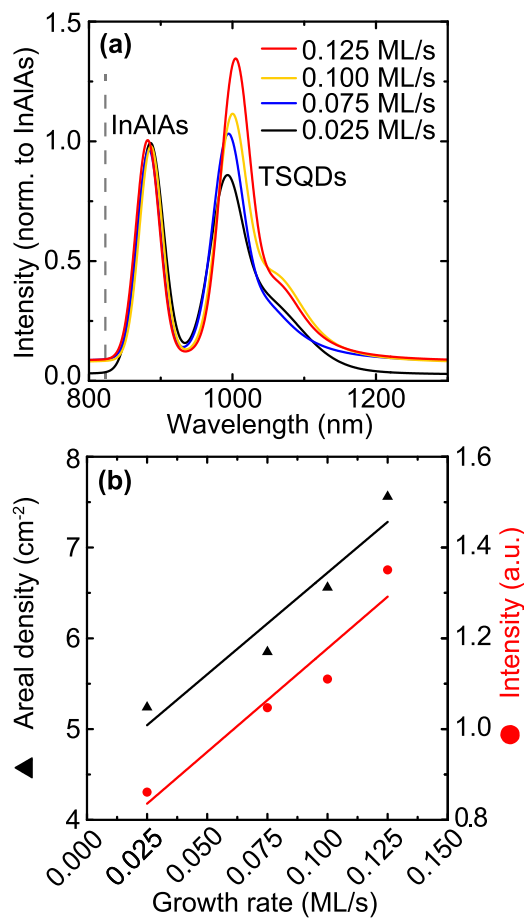 (a)
0.125 ML/s
0.100 ML/s
0.075 ML/s
0.025 ML/s
InAlAs
TSQDs
1.5
1.0
0.5
0.0
Intensity (norm. to InAlAs)
800
1000
1200
Wavelength (nm)
(b)
8
7
6
5
4
▲ Areal density (cm⁻²)
1.6
1.4
1.2
1.0
0.8
● Intensity (a.u.)
0.000
0.025
0.050
0.075
0.100
0.125
0.150
Growth rate (ML/s)